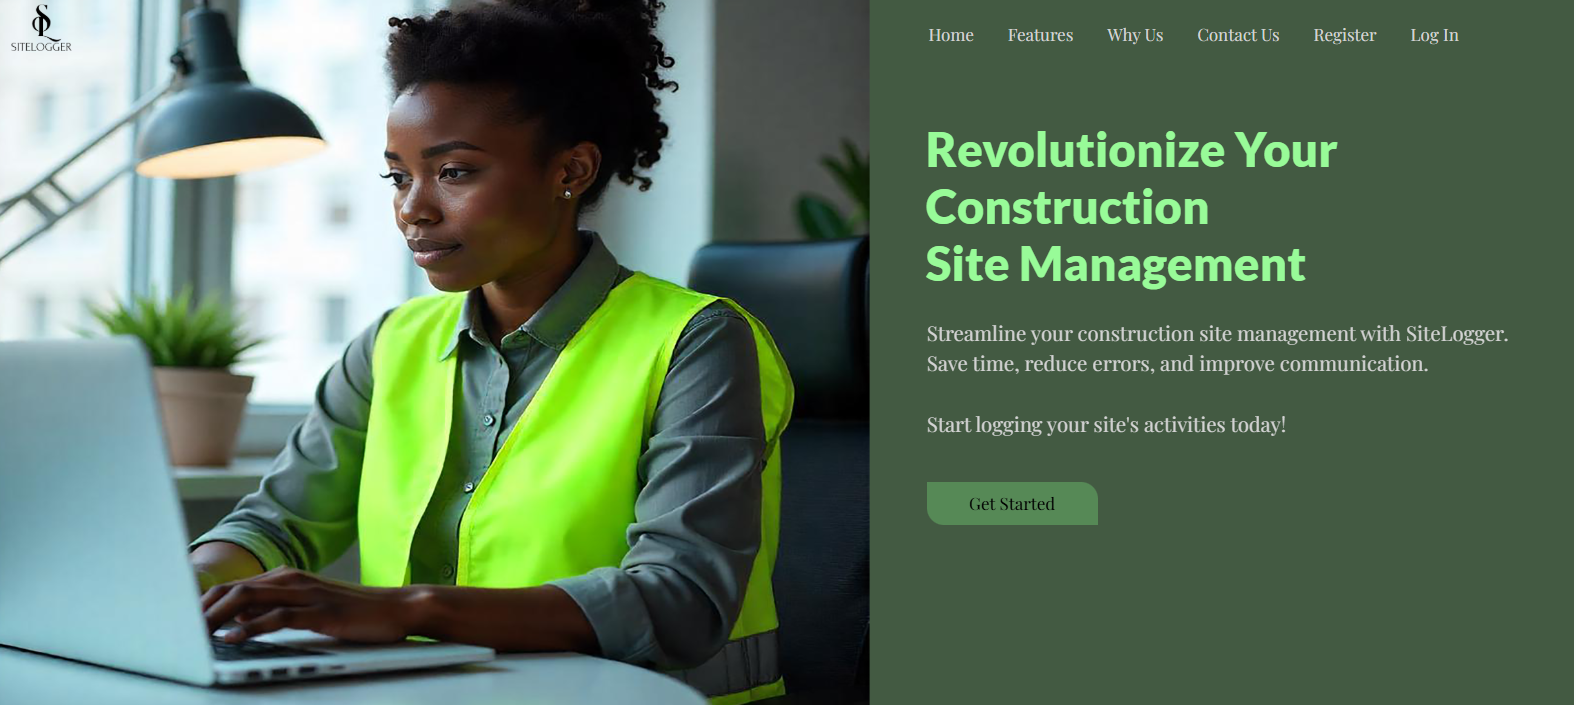 SL
SITELOGGER
Home Features Why Us Contact Us Register Log In
Revolutionize Your
Construction
Site Management
Streamline your construction site management with SiteLogger.
Save time, reduce errors, and improve communication.
Start logging your site's activities today!
Get Started